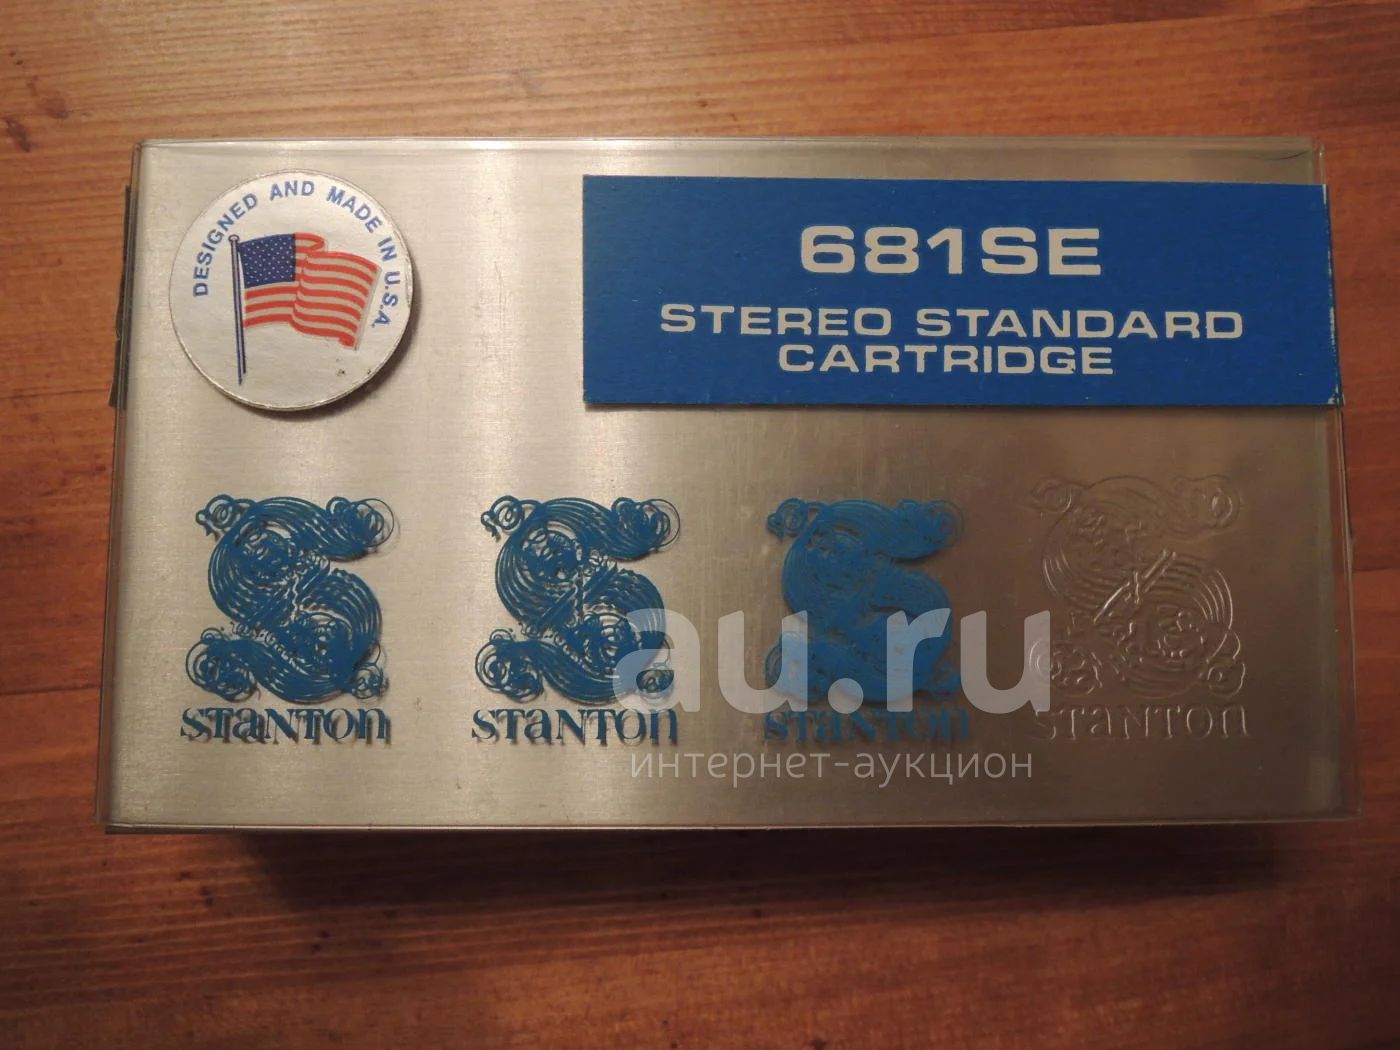 DESIGNED AND MADE IN U.S.A.
681SE
STEREO STANDARD
CARTRIDGE
STANTON
STANTON
STANTON
STANTON
au.ru
интернет-аукцион